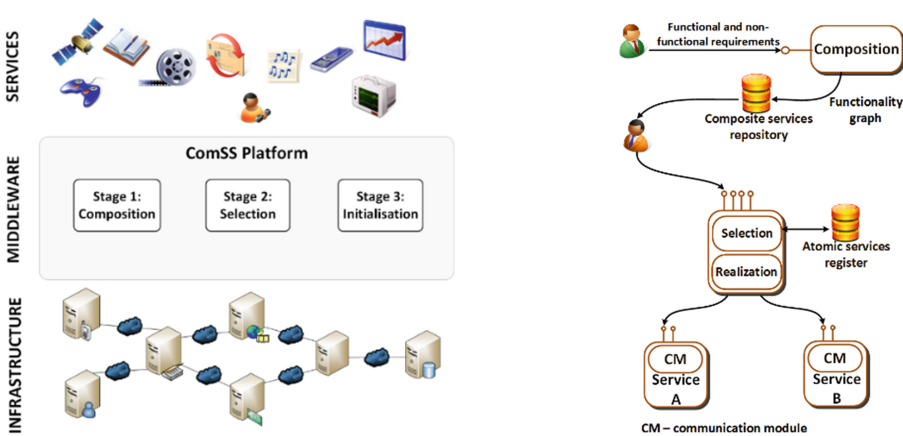 SERVICES
MIDDLEWARE
ComSS Platform
Stage 1:
Composition
Stage 2:
Selection
Stage 3:
Initialisation
INFRASTRUCTURE
Functional and non-
functional requirements
Composition
Functionality
graph
Composite services
repository
Selection
Realization
Atomic services
register
CM
Service
A
CM
Service
B
CM – communication module